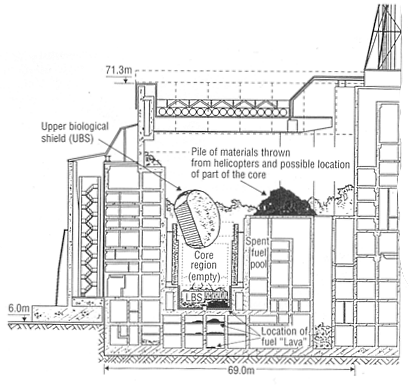 71.3m
Upper biological
shield (UBS)
Pile of materials thrown
from helicopters and possible location
of part of the core
Core
region
(empty)
Spent
fuel
pool
LBS
6.0m
Location of
fuel "Lava"
69.0m